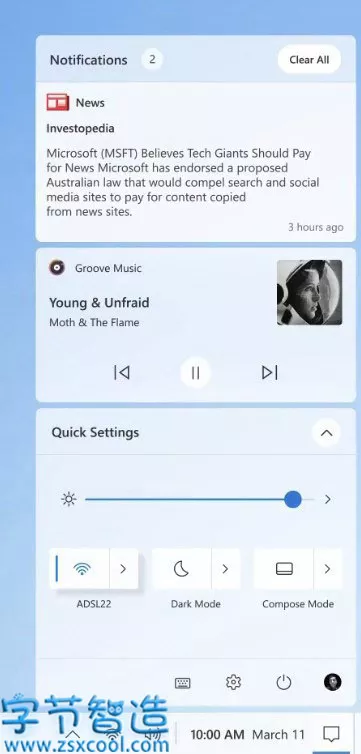 Notifications 2 Clear All
News
Investopedia
Microsoft (MSFT) Believes Tech Giants Should Pay
for News Microsoft has endorsed a proposed
Australian law that would compel search and social
media sites to pay for content copied
from news sites.
3 hours ago
Groove Music
Young & Unfraid
Moth & The Flame
Quick Settings
ADSL22 Dark Mode Compose Mode
字节智造
www.zsxcool.com
10:00 AM March 11